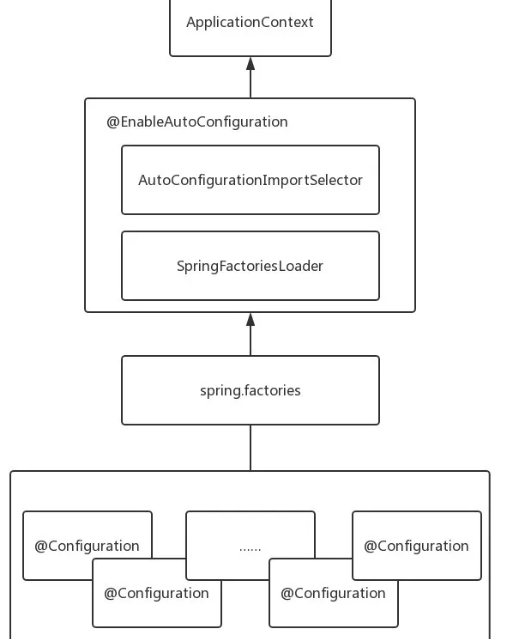 ApplicationContext
@EnableAutoConfiguration
AutoConfigurationImportSelector
SpringFactoriesLoader
spring.factories
@Configuration
……
@Configuration
@Configuration
@Configuration